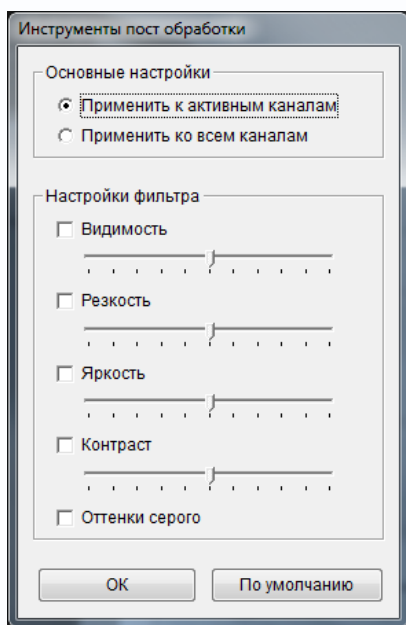 Инструменты пост обработки
Основные настройки
Применить к активным каналам
Применить ко всем каналам
Настройки фильтра
Видимость
Резкость
Яркость
Контраст
Оттенки серого
ОК
По умолчанию